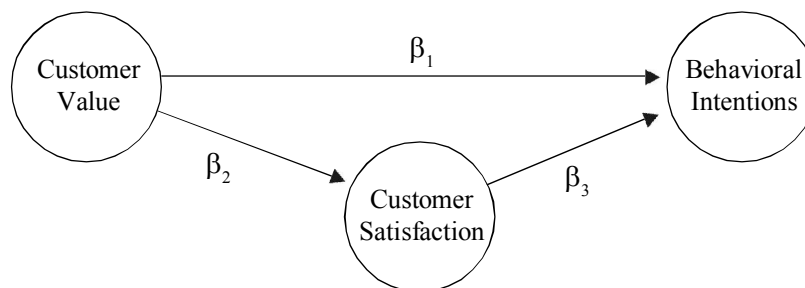 Customer
Value
β₁
Behavioral
Intentions
β₂
Customer
Satisfaction
β₃